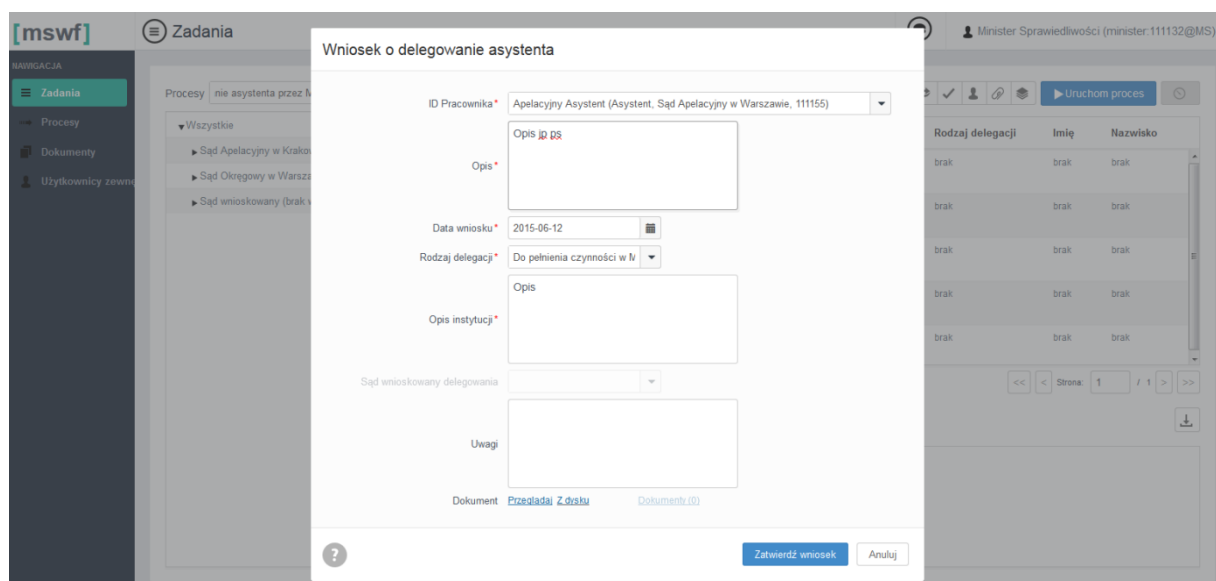 [mswf]
Zadania
Minister Sprawiedliwości (minister:111132@MS)
NAWIGACJA
Zadania
Procesy
Dokumenty
Użytkownicy zewnę
Procesy nie asystenta przez M
Wszystkie
Sąd Apelacyjny w Krako
Sąd Okręgowy w Warsza
Sąd wnioskowany (brak w
Wniosek o delegowanie asystenta
ID Pracownika* Apelacyjny Asystent (Asystent, Sąd Apelacyjny w Warszawie, 111155)
Opis* Opis jp ps
Data wniosku* 2015-06-12
Rodzaj delegacji* Do pełnienia czynności w M
Opis instytucji* Opis
Sąd wnioskowany delegowania
Uwagi
Dokument Przeglądaj Z dysku Dokumenty (0)
? Zatwierdź wniosek Anuluj
Uruchom proces
Rodzaj delegacji Imię Nazwisko
brak brak brak
brak brak brak
brak brak brak
brak brak brak
brak brak brak
<< < Strona: 1 / 1 > >>